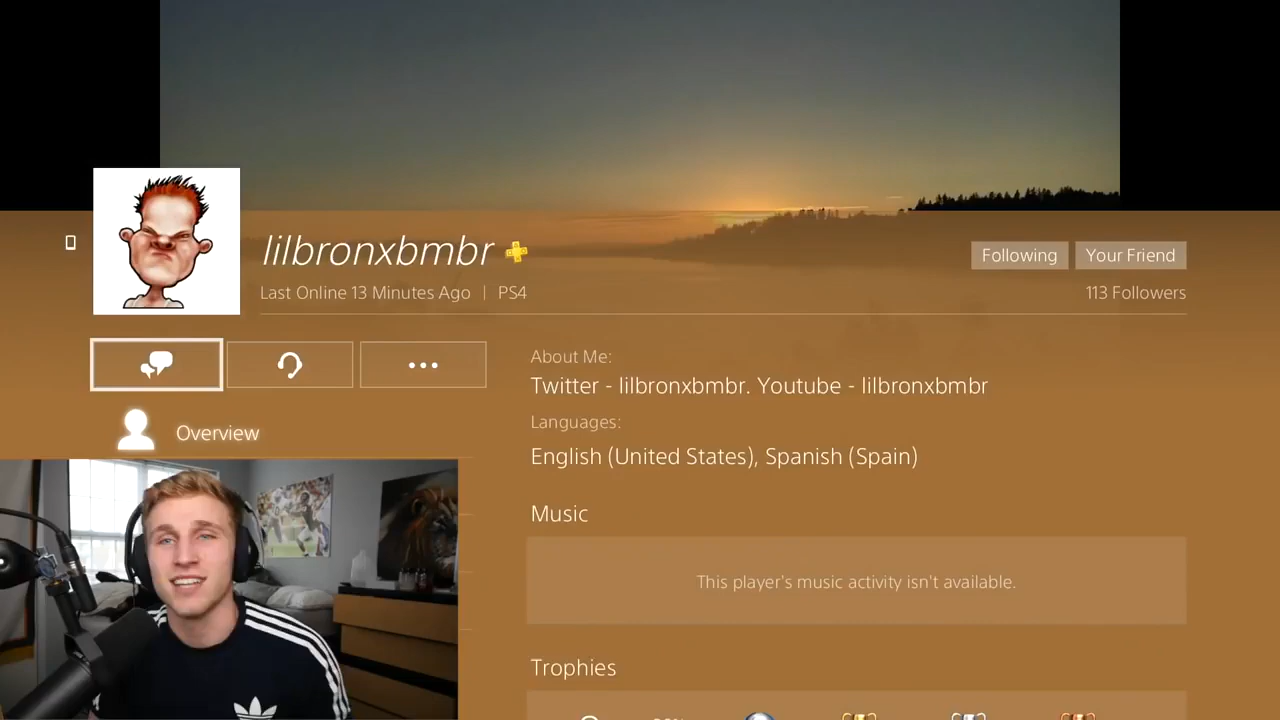 lilbronxbmbr
Last Online 13 Minutes Ago | PS4
Following
Your Friend
113 Followers
About Me:
Twitter - lilbronxbmbr. Youtube - lilbronxbmbr
Languages:
English (United States), Spanish (Spain)
Overview
Music
This player's music activity isn't available.
Trophies